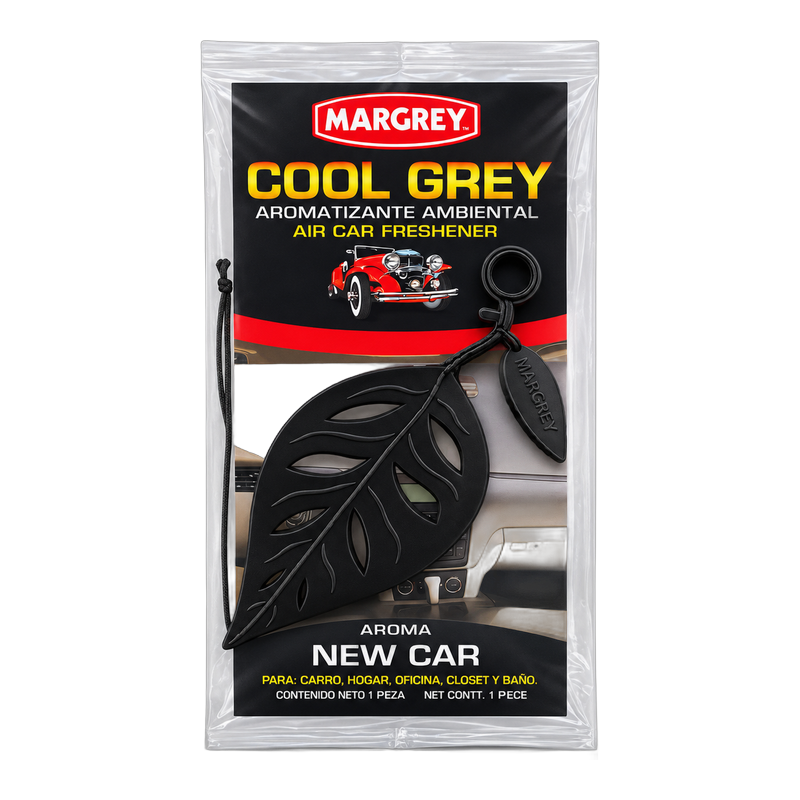 MARGREY™
COOL GREY
AROMATIZANTE AMBIENTAL
AIR CAR FRESHENER
MARGREY
AROMA
NEW CAR
PARA: CARRO, HOGAR, OFICINA, CLOSET Y BAÑO.
CONTENIDO NETO 1 PEZA NET CONTT. 1 PECE